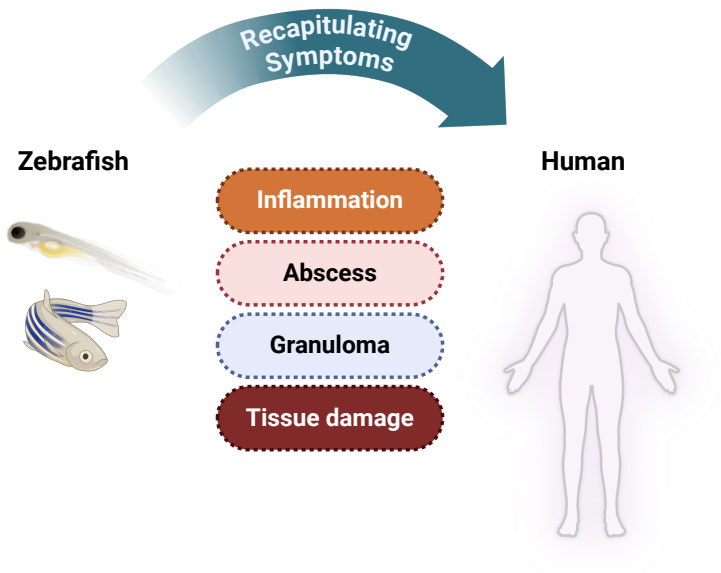 Recapitulating
Symptoms
Zebrafish
Human
Inflammation
Abscess
Granuloma
Tissue damage